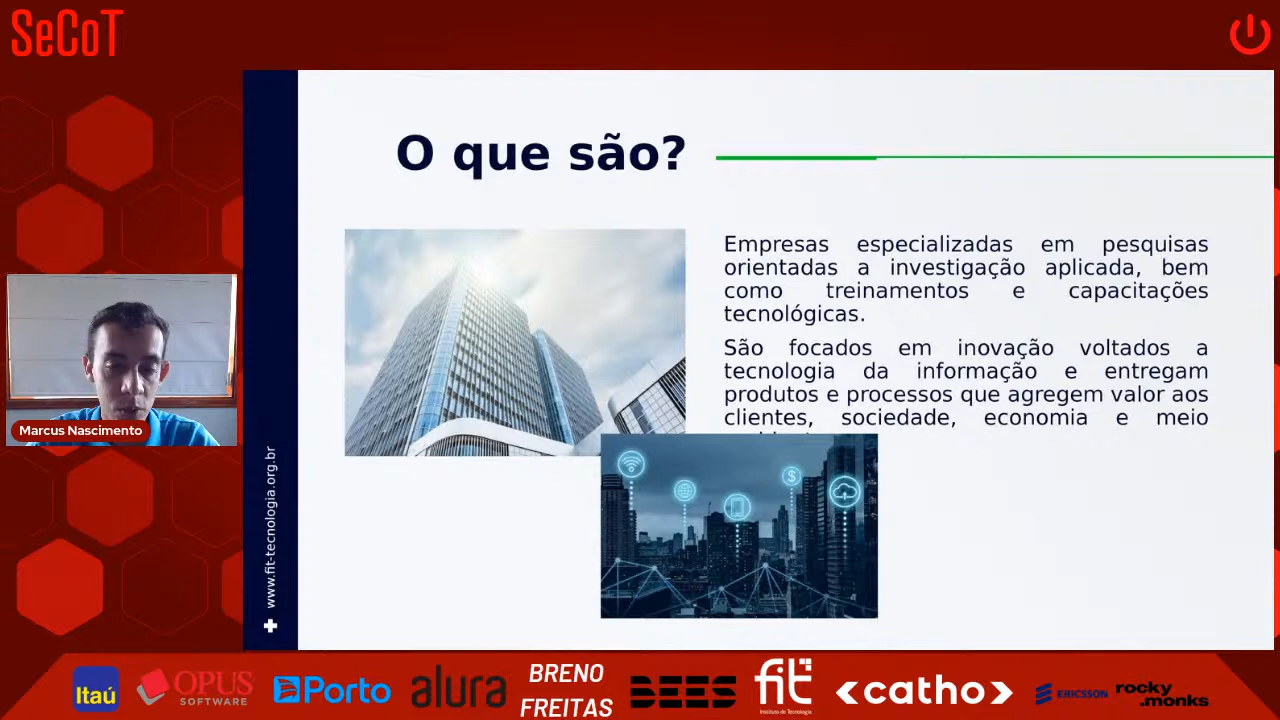 SeCoT
O que são?
Empresas especializadas em pesquisas
orientadas a investigação aplicada, bem
como treinamentos e capacitações
tecnológicas.
São focados em inovação voltados a
tecnologia da informação e entregam
produtos e processos que agregem valor aos
clientes, sociedade, economia e meio
$
Marcus Nascimento
www.fit-tecnologia.org.br
Itaú
OPUS
SOFTWARE
Porto
alura
BRENO
FREITAS
BEES
fit
Instituto de Tecnologia
catho
ERICSSON
rocky
.monks